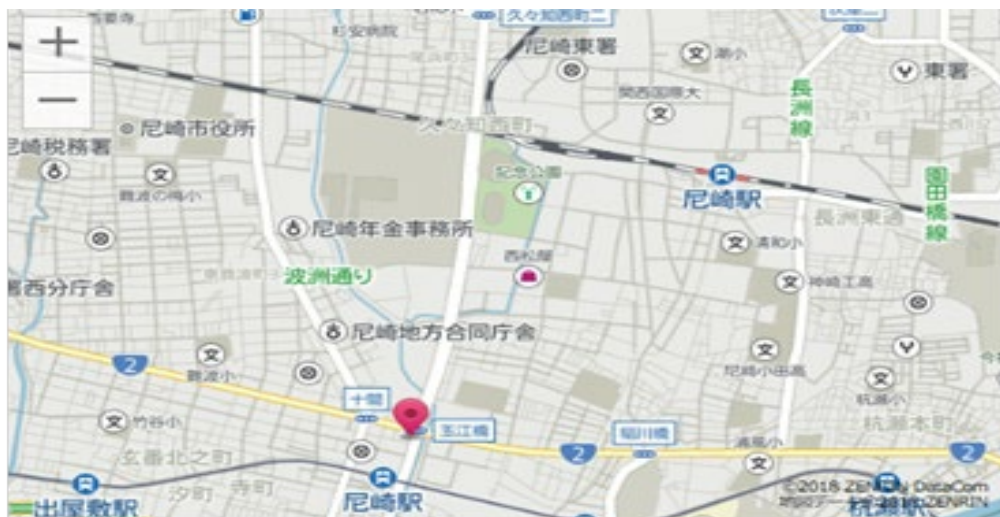 久々知西町二
杉安病院
尼崎東署
潮小
関西国際大
東署
長洲線
尼崎市役所
久々知西町
尼崎税務署
記念公園
尼崎駅
園田橋線
難波の梅小
長洲東通
尼崎年金事務所
清和小
西松屋
波洲通り
神崎工高
署西分庁舎
尼崎地方合同庁舎
2
難波小
尼崎小田高
杭瀬小
十間
竹谷小
玉江橋
稲川橋
杭瀬本町
浦風小
2
2
玄番北之町
汐町
寺町
出屋敷駅
尼崎駅
©2018 ZENRIN DataCom